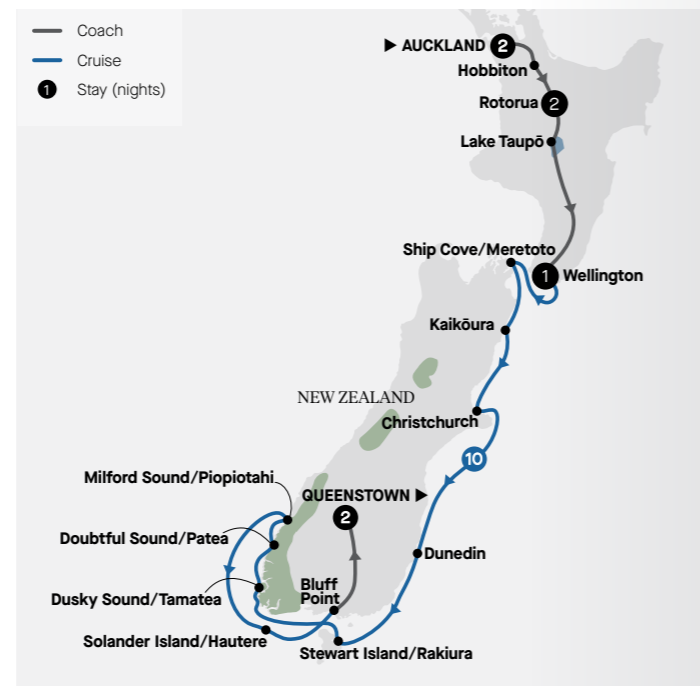 Coach
Cruise
1 Stay (nights)
▶ AUCKLAND 2
Hobbiton
Rotorua 2
Lake Taupō
Ship Cove/Meretoto
1 Wellington
Kaikōura
NEW ZEALAND
Christchurch
10
Milford Sound/Piopiotahi
QUEENSTOWN ▶
2
Doubtful Sound/Patea
Dunedin
Bluff
Point
Dusky Sound/Tamatea
Solander Island/Hautere
Stewart Island/Rakiura